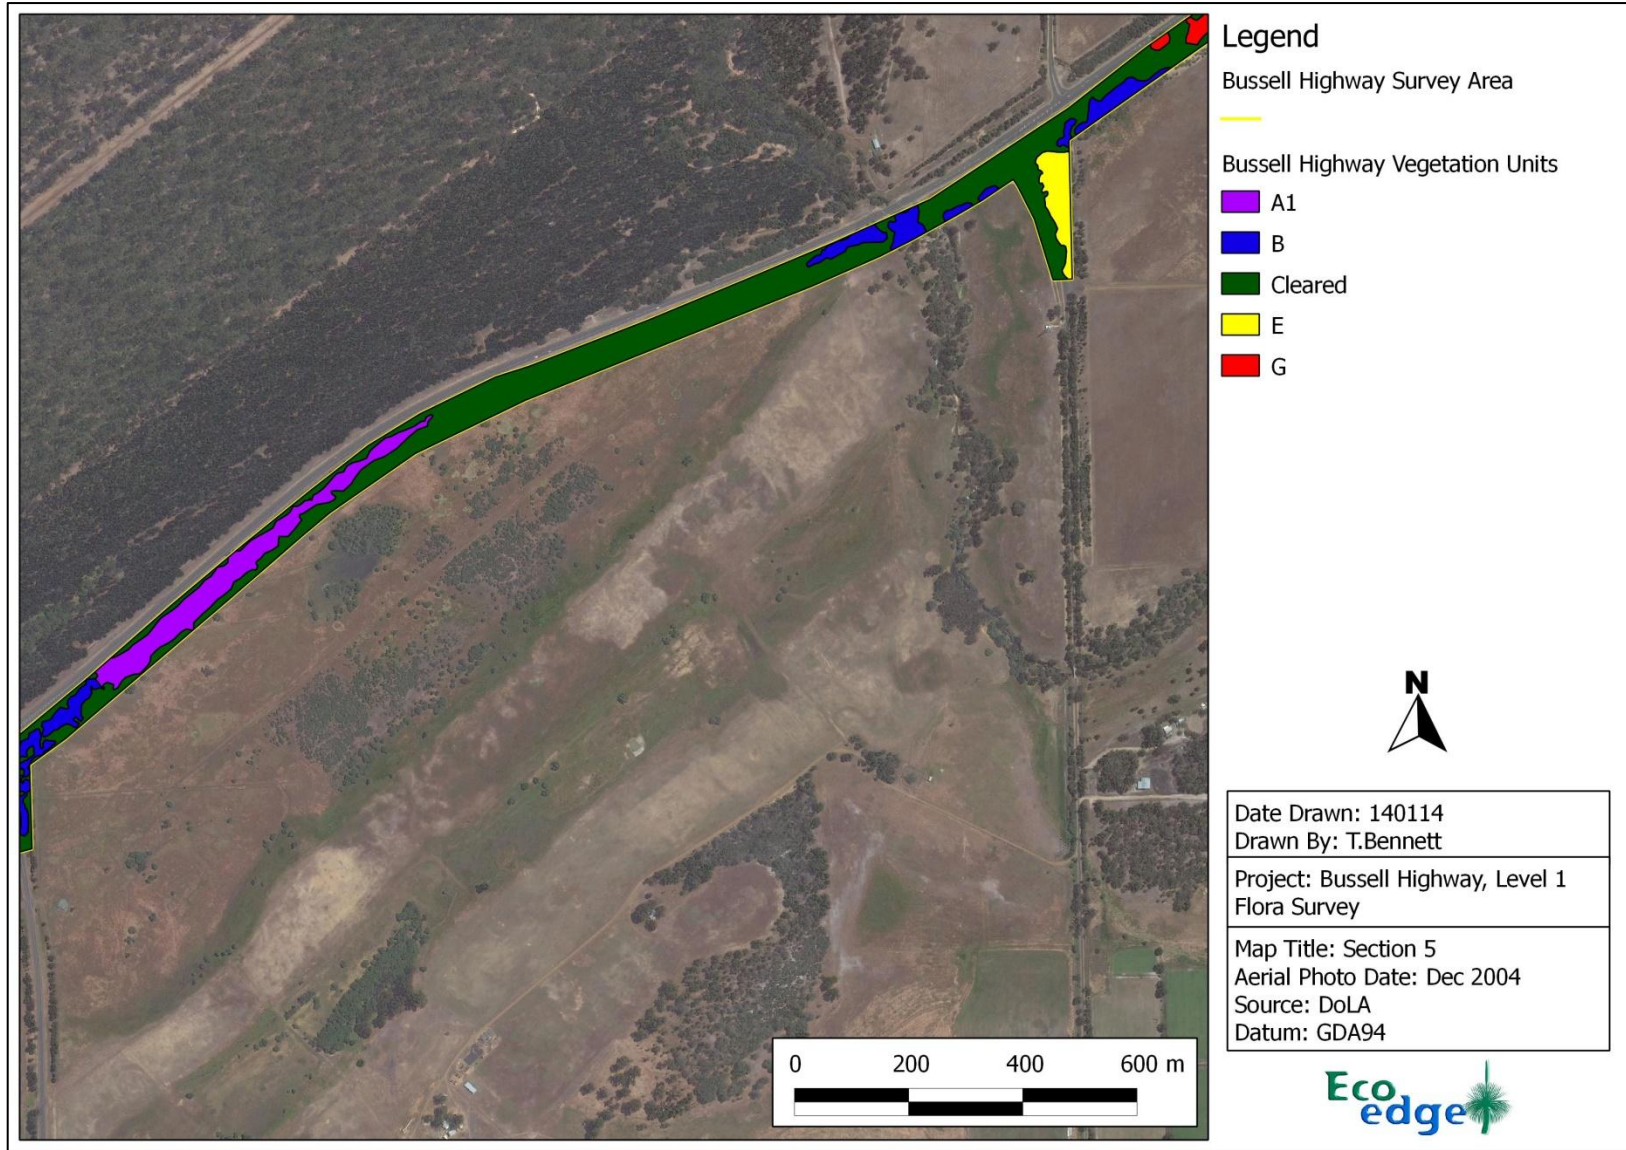 Legend
Bussell Highway Survey Area
Bussell Highway Vegetation Units
A1
B
Cleared
E
G
N
Date Drawn: 140114
Drawn By: T.Bennett
Project: Bussell Highway, Level 1
Flora Survey
Map Title: Section 5
Aerial Photo Date: Dec 2004
Source: DoLA
Datum: GDA94
0 200 400 600 m
Eco
edge